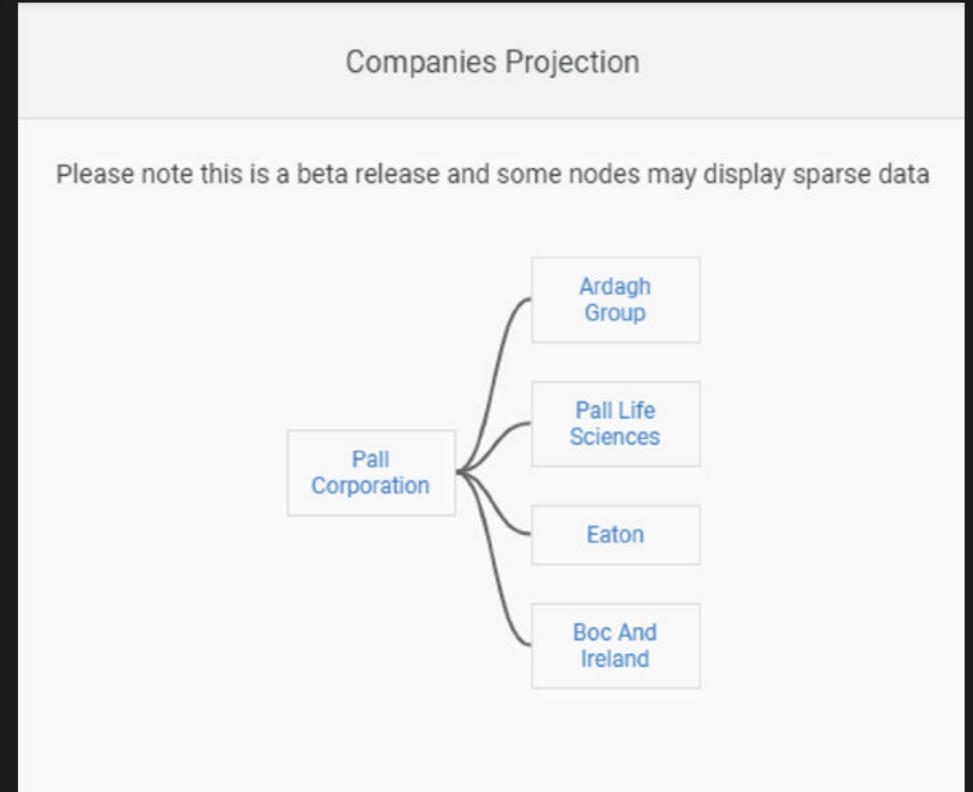 Companies Projection
Please note this is a beta release and some nodes may display sparse data
Ardagh
Group
Pall Life
Sciences
Pall
Corporation
Eaton
Boc And
Ireland